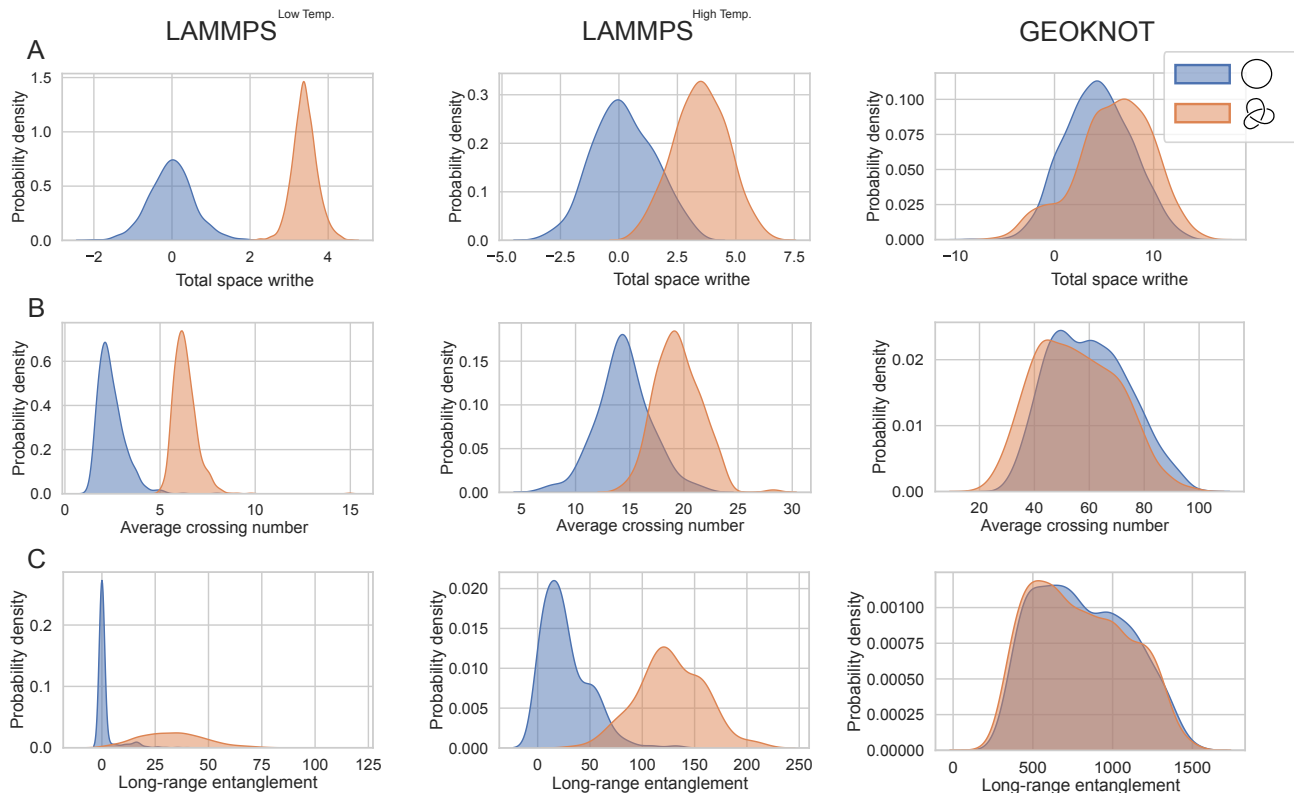 LAMMPS Low Temp.
LAMMPS High Temp.
GEOKNOT
A
Probability density
1.5
1.0
0.5
0.0
−2 0 2 4
Total space writhe
Probability density
0.3
0.2
0.1
0.0
−5.0 −2.5 0.0 2.5 5.0 7.5
Total space writhe
Probability density
0.100
0.075
0.050
0.025
0.000
−10 0 10
Total space writhe
B
Probability density
0.6
0.4
0.2
0.0
0 5 10 15
Average crossing number
Probability density
0.15
0.10
0.05
0.00
5 10 15 20 25 30
Average crossing number
Probability density
0.02
0.01
0.00
20 40 60 80 100
Average crossing number
C
Probability density
0.2
0.1
0.0
0 25 50 75 100 125
Long-range entanglement
Probability density
0.020
0.015
0.010
0.005
0.000
0 50 100 150 200 250
Long-range entanglement
Probability density
0.00100
0.00075
0.00050
0.00025
0.00000
0 500 1000 1500
Long-range entanglement